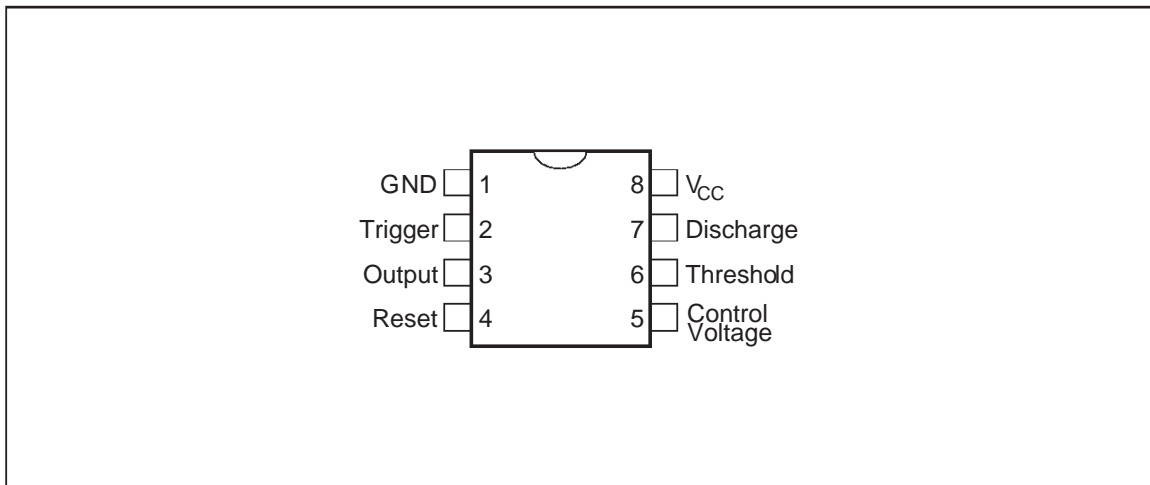 GND 1 8 VCC
Trigger 2 7 Discharge
Output 3 6 Threshold
Reset 4 5 Control
Voltage